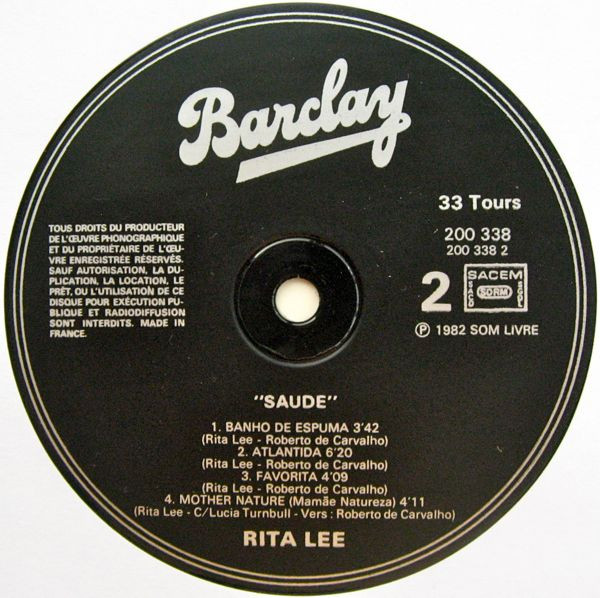 Barclay
33 Tours
200 338
200 338 2
2
SACEM
SACD
SDRM
SGDL
℗ 1982 SOM LIVRE
TOUS DROITS DU PRODUCTEUR
DE L'ŒUVRE PHONOGRAPHIQUE
ET DU PROPRIÉTAIRE DE L'ŒU-
VRE ENREGISTRÉE RÉSERVÉS.
SAUF AUTORISATION, LA DU-
PLICATION, LA LOCATION, LE
PRÊT, OU L'UTILISATION DE CE
DISQUE POUR EXÉCUTION PU-
BLIQUE ET RADIODIFFUSION
SONT INTERDITS. MADE IN
FRANCE.
"SAUDE"
1. BANHO DE ESPUMA 3'42
(Rita Lee - Roberto de Carvalho)
2. ATLANTIDA 6'20
(Rita Lee - Roberto de Carvalho)
3. FAVORITA 4'09
(Rita Lee - Roberto de Carvalho)
4. MOTHER NATURE (Mamãe Natureza) 4'11
(Rita Lee - C/Lucia Turnbull - Vers : Roberto de Carvalho)
RITA LEE